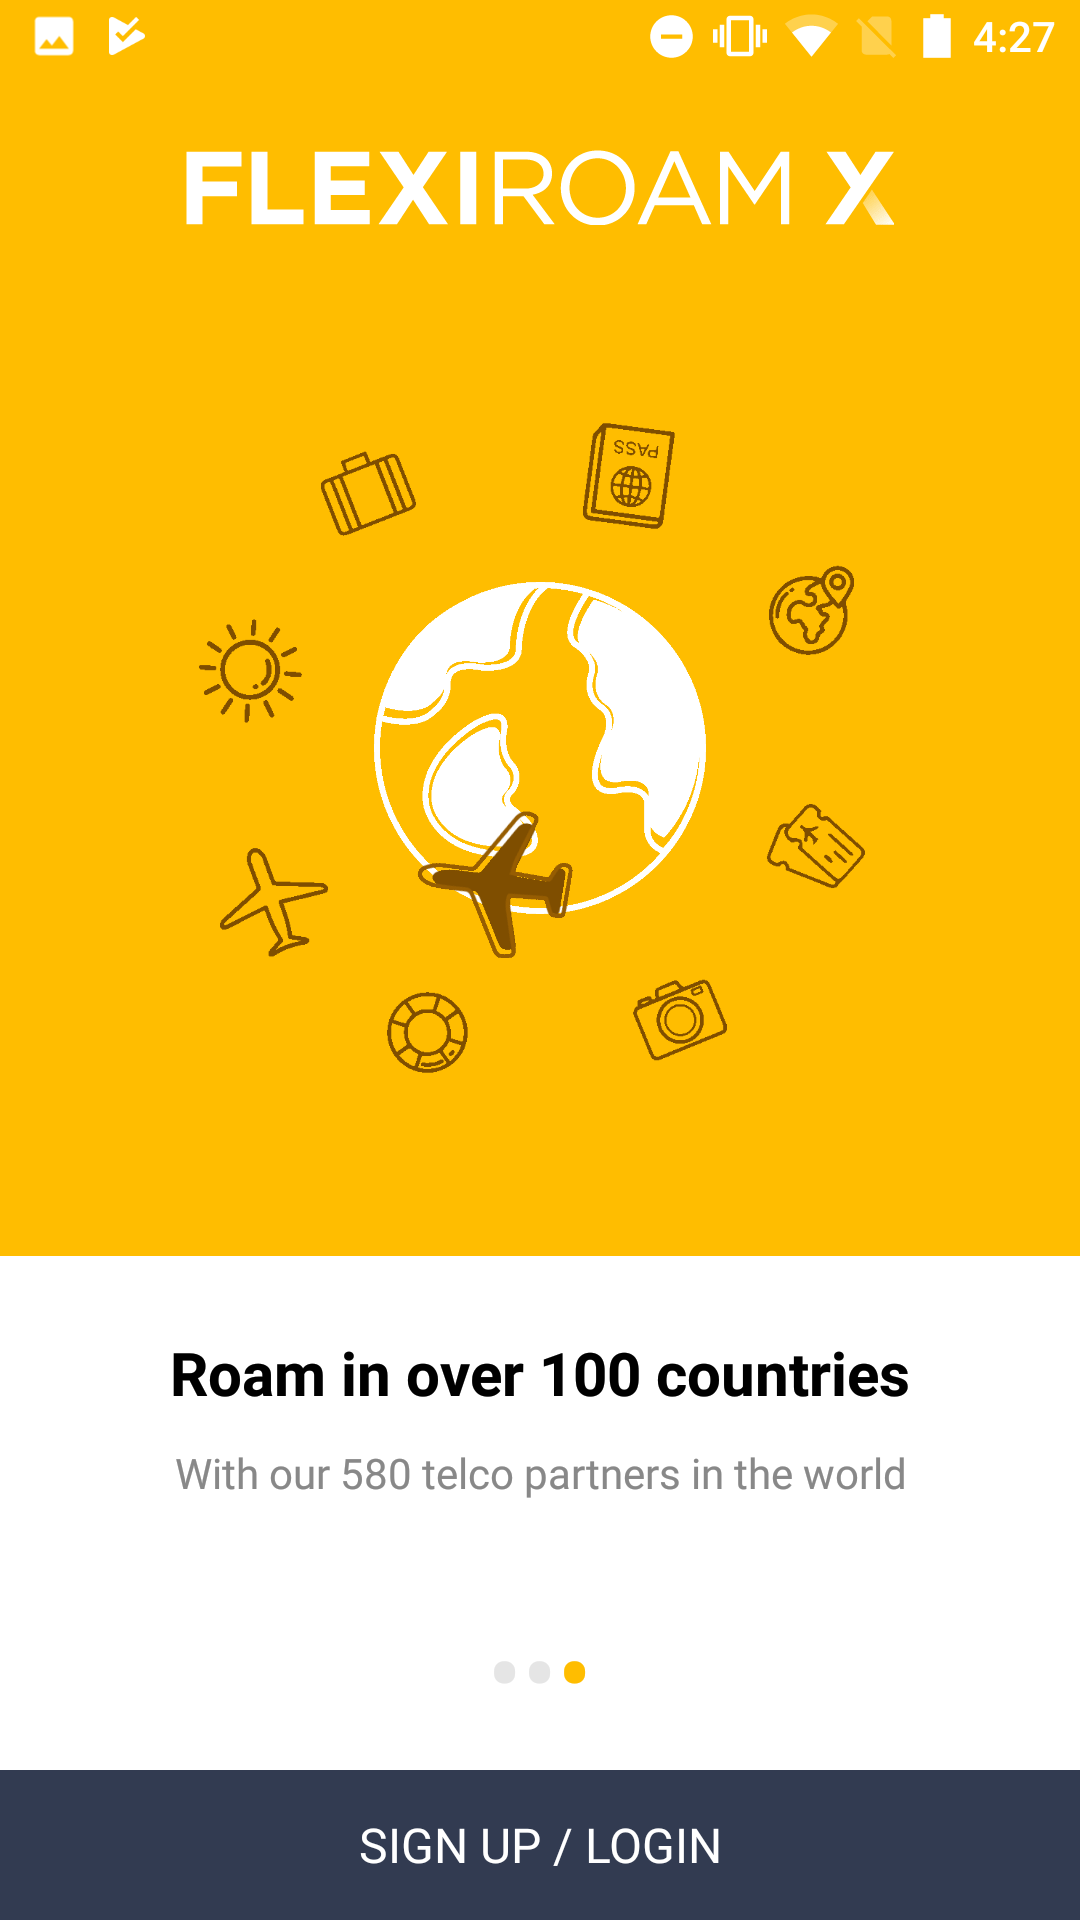 4:27
FLEXIROAM X
PASS
Roam in over 100 countries
With our 580 telco partners in the world
SIGN UP / LOGIN